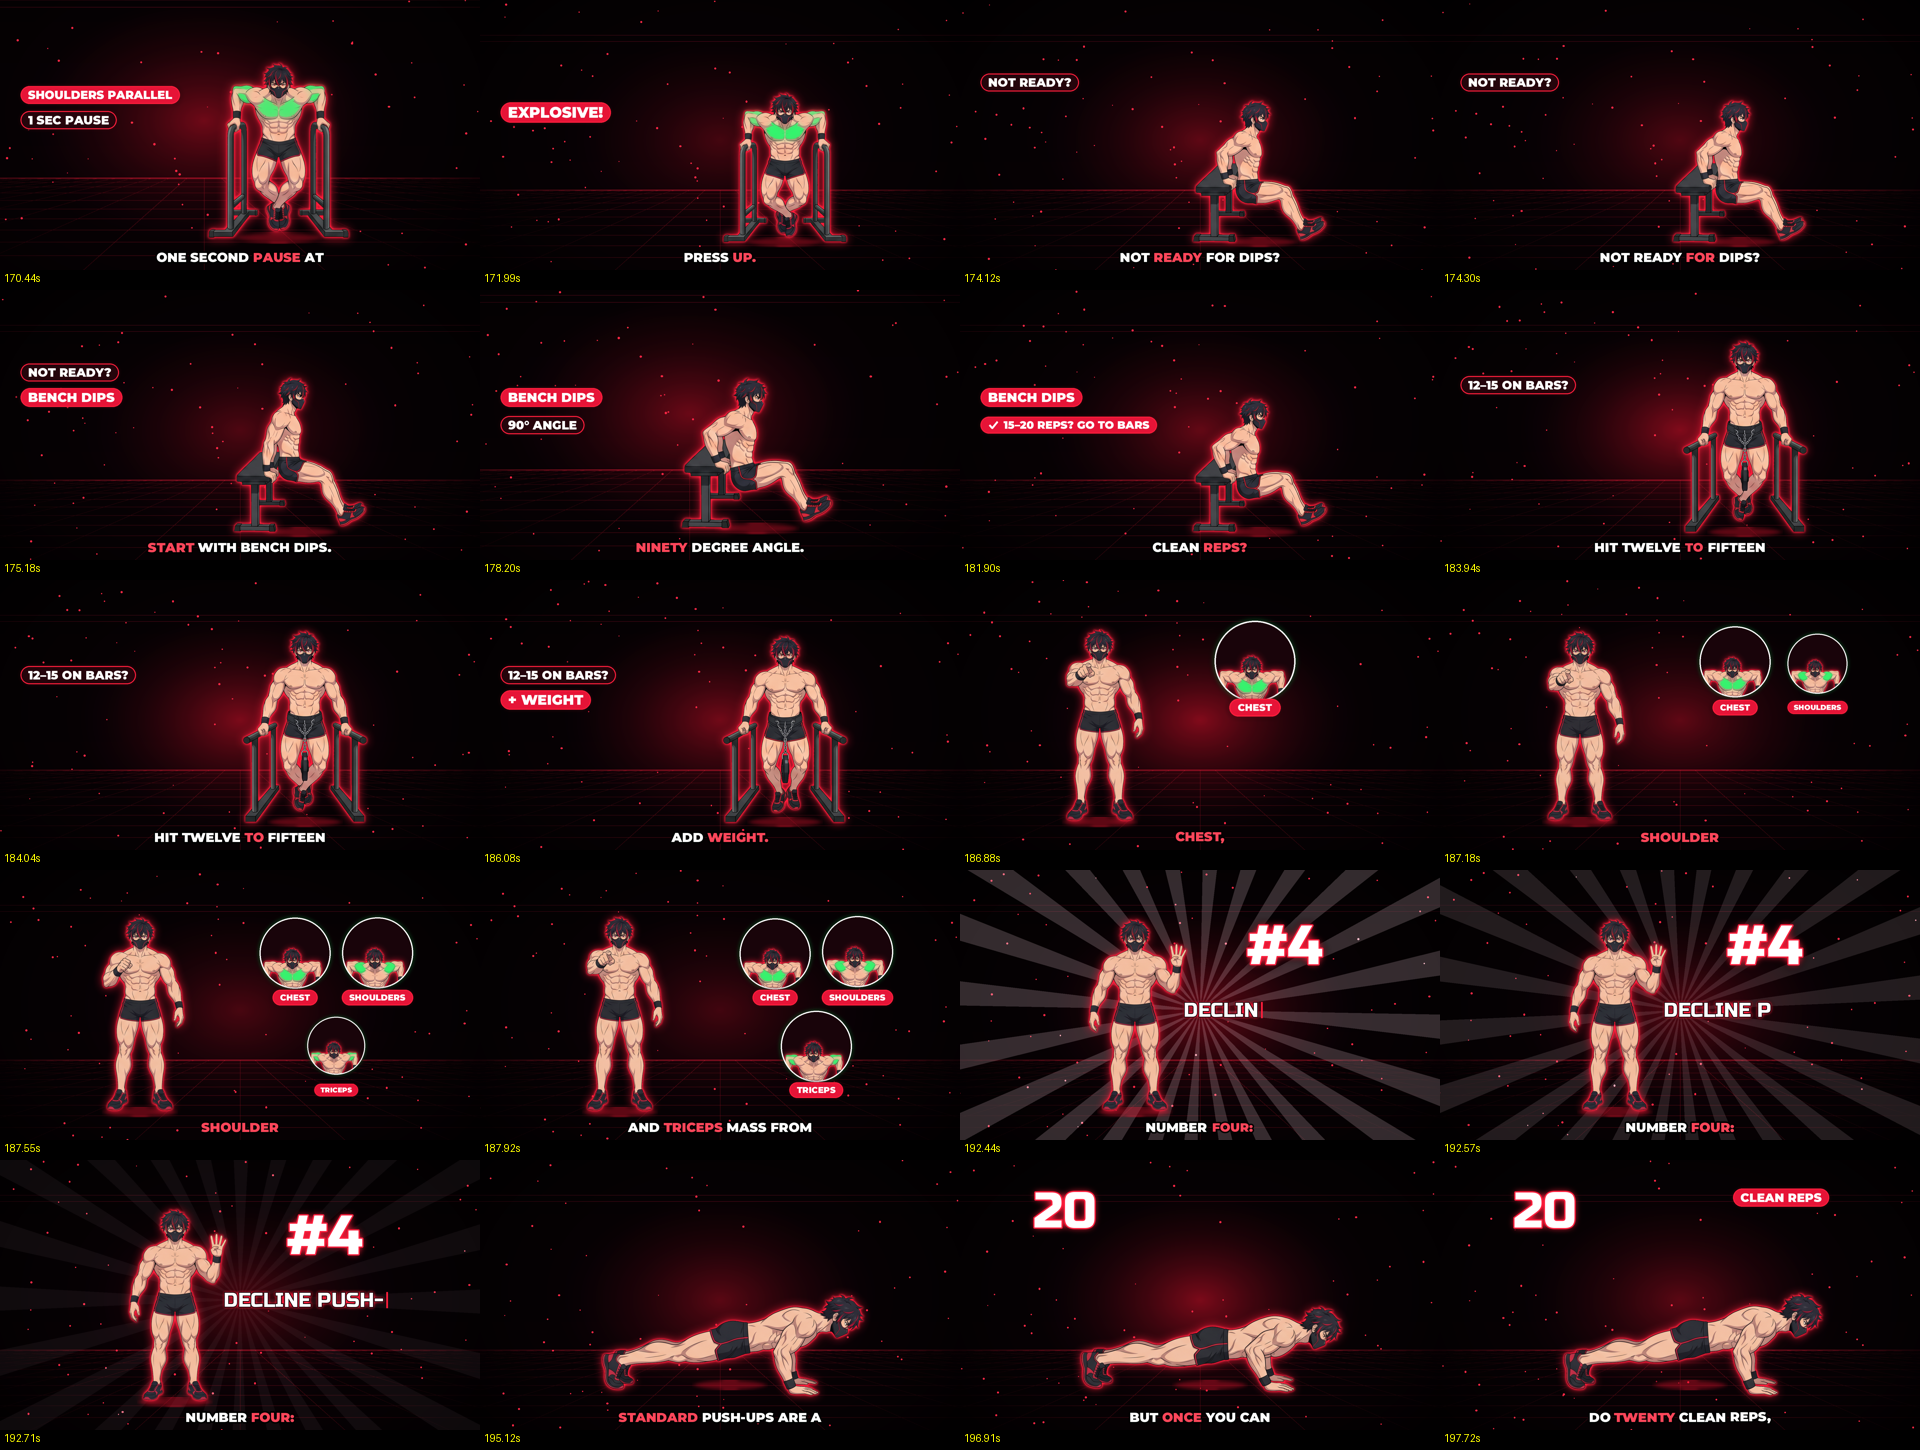 SHOULDERS PARALLEL
1 SEC PAUSE
ONE SECOND PAUSE AT
170.44s
EXPLOSIVE!
PRESS UP.
171.99s
NOT READY?
NOT READY FOR DIPS?
174.12s
NOT READY?
NOT READY FOR DIPS?
174.30s
NOT READY?
BENCH DIPS
START WITH BENCH DIPS.
175.18s
BENCH DIPS
90° ANGLE
NINETY DEGREE ANGLE.
178.20s
BENCH DIPS
✓ 15–20 REPS? GO TO BARS
CLEAN REPS?
181.90s
12–15 ON BARS?
HIT TWELVE TO FIFTEEN
183.94s
12–15 ON BARS?
HIT TWELVE TO FIFTEEN
184.04s
12–15 ON BARS?
+ WEIGHT
ADD WEIGHT.
186.08s
CHEST
CHEST,
186.88s
CHEST
SHOULDERS
SHOULDER
187.18s
CHEST
SHOULDERS
TRICEPS
SHOULDER
187.55s
CHEST
SHOULDERS
TRICEPS
AND TRICEPS MASS FROM
187.92s
#4
DECLIN
NUMBER FOUR:
192.44s
#4
DECLINE P
NUMBER FOUR:
192.57s
#4
DECLINE PUSH-
NUMBER FOUR:
192.71s
STANDARD PUSH-UPS ARE A
195.12s
20
BUT ONCE YOU CAN
196.91s
20
CLEAN REPS
DO TWENTY CLEAN REPS,
197.72s